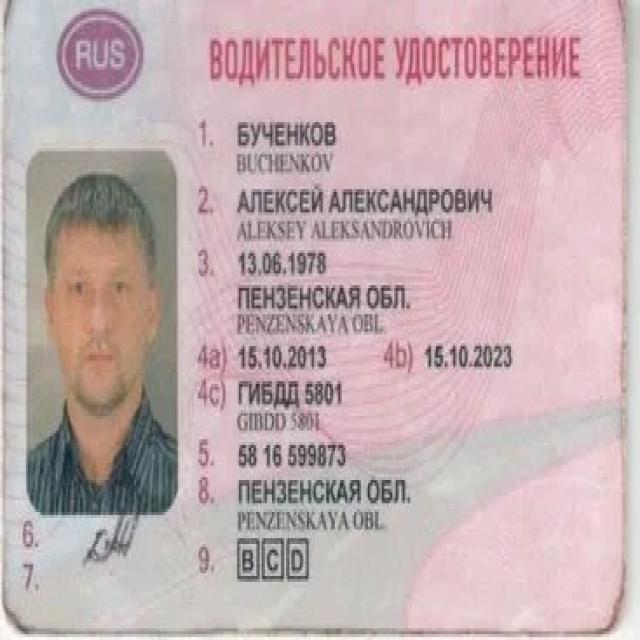 RUS
ВОДИТЕЛЬСКОЕ УДОСТОВЕРЕНИЕ
1. БУЧЕНКОВ
BUCHENKOV
2. АЛЕКСЕЙ АЛЕКСАНДРОВИЧ
ALEKSEY ALEKSANDROVICH
3. 13.06.1978
ПЕНЗЕНСКАЯ ОБЛ.
PENZENSKAYA OBL.
4a) 15.10.2013 4b) 15.10.2023
4c) ГИБДД 5801
GIBDD 5801
5. 58 16 599873
8. ПЕНЗЕНСКАЯ ОБЛ.
PENZENSKAYA OBL.
6.
7.
9. B C D